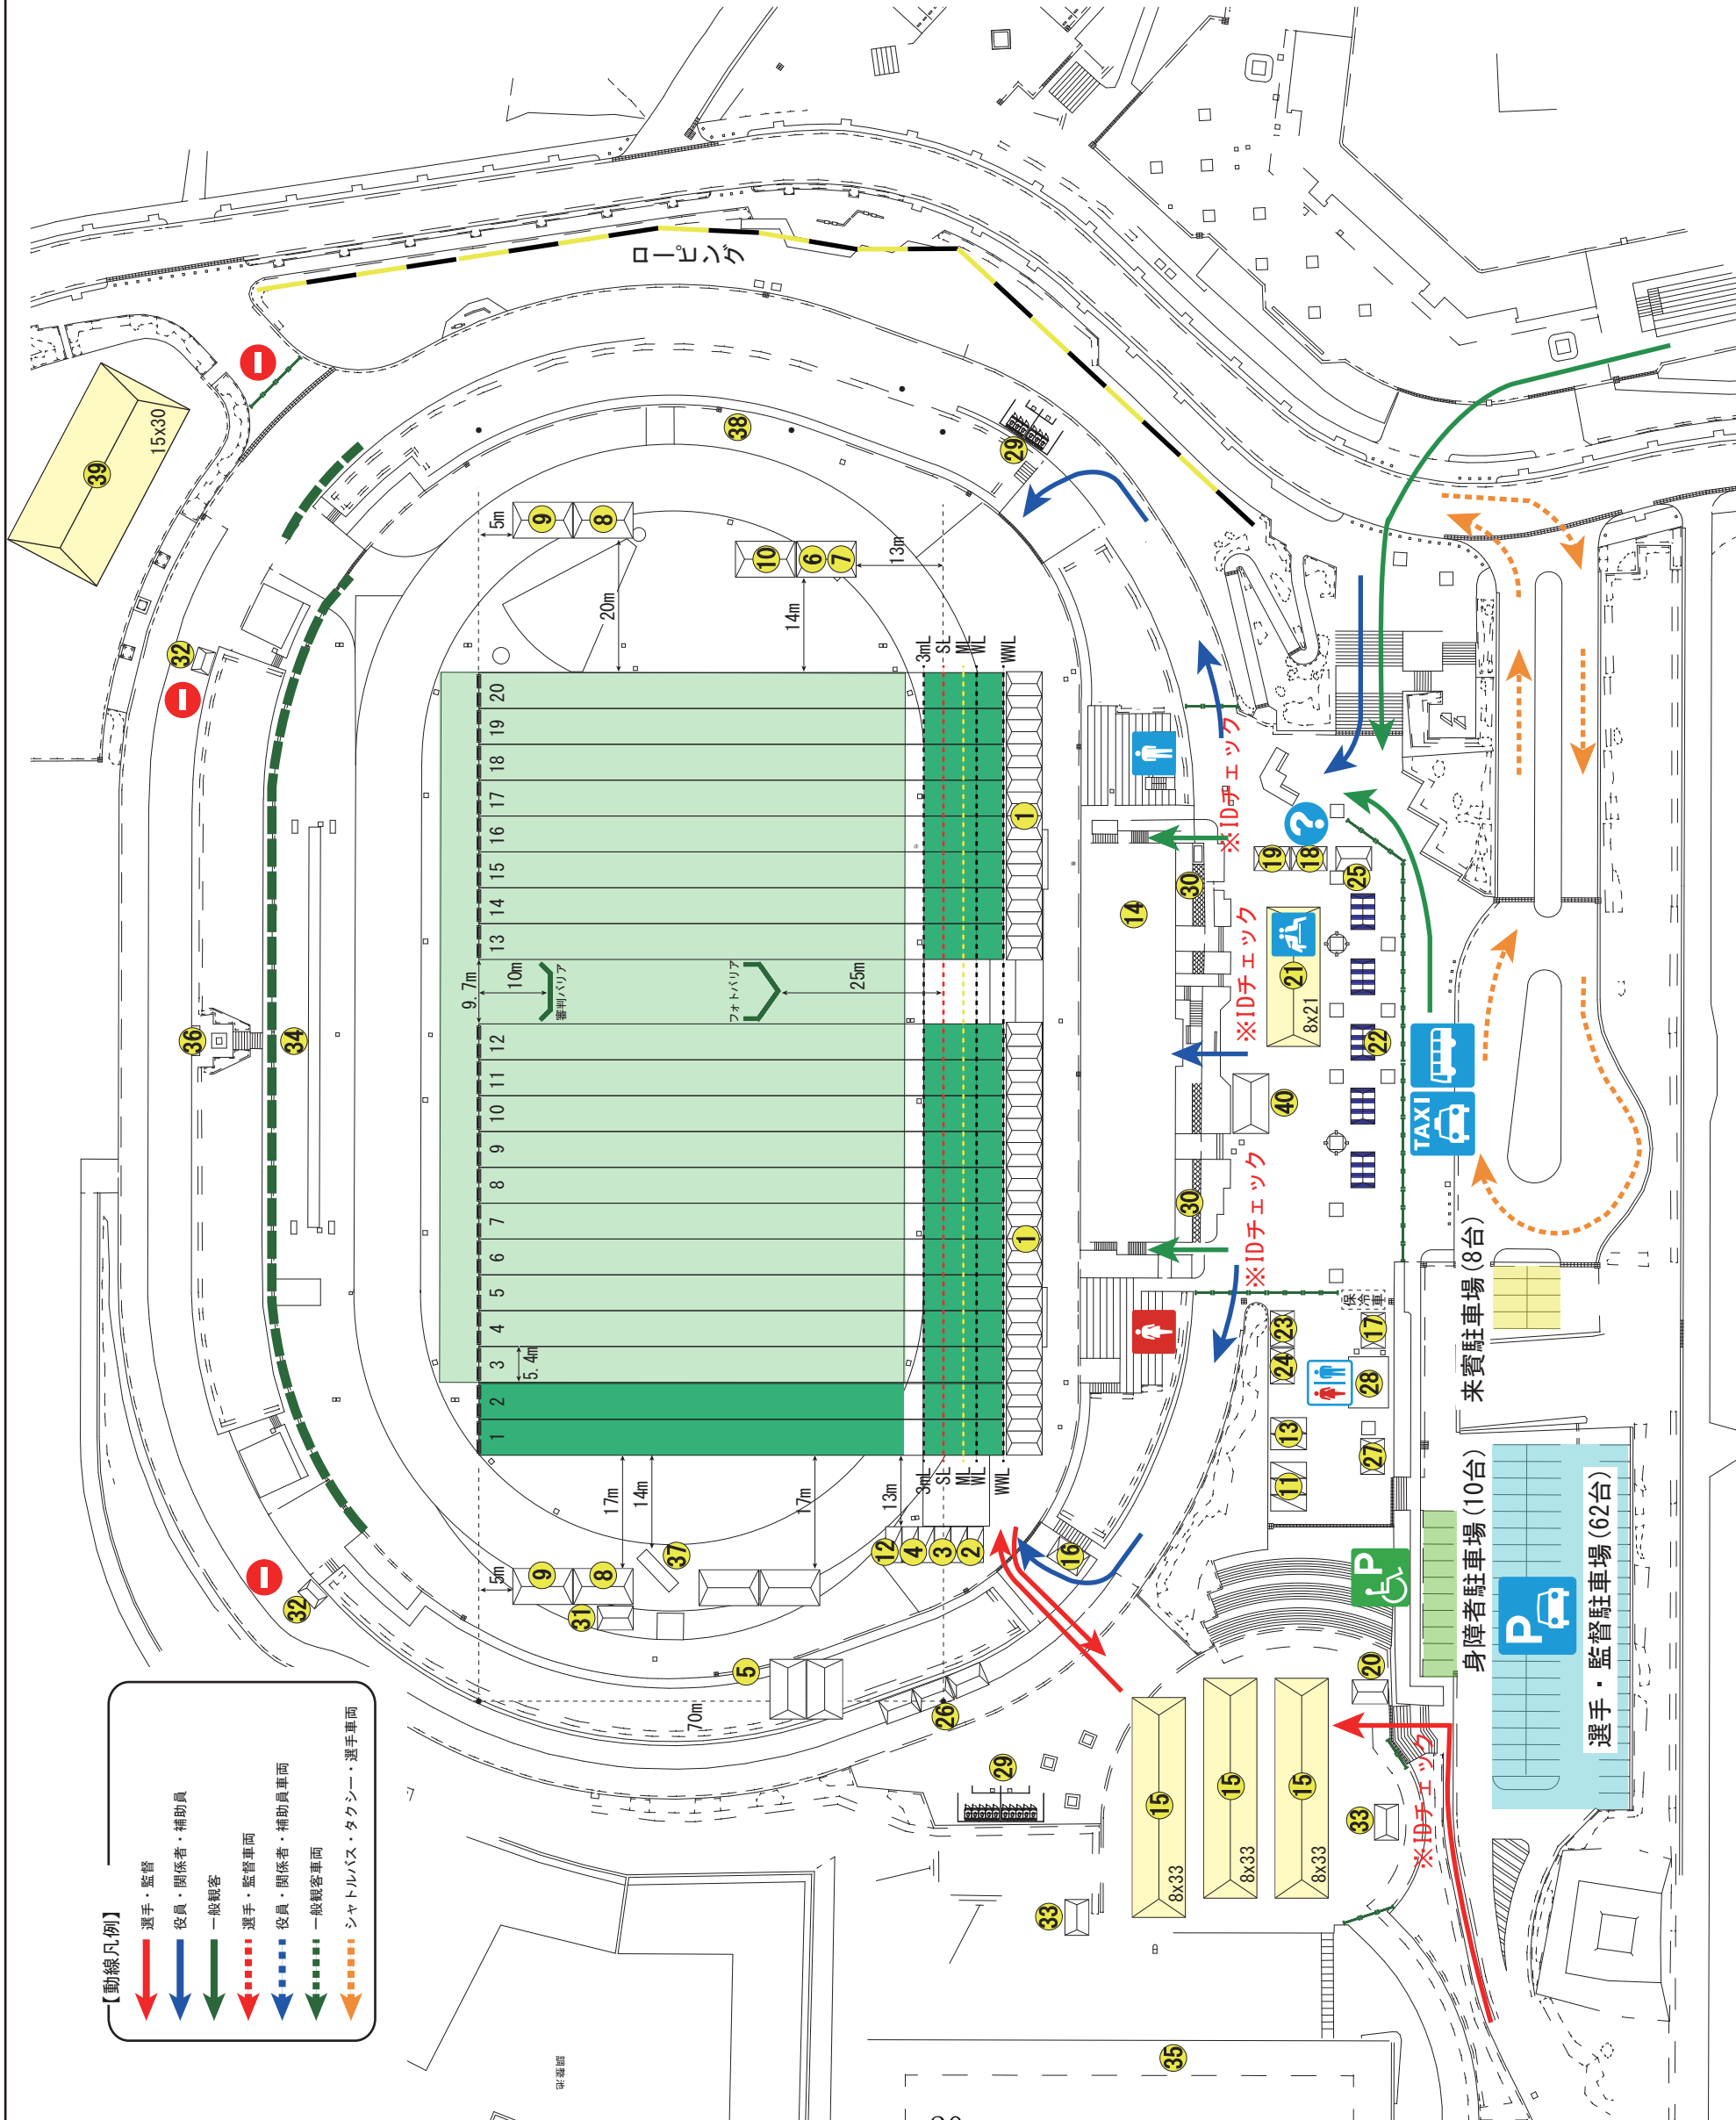 【動線凡例】
選手・監督
役員・関係者・補助員
一般観客
選手・監督車両
役員・関係者・補助員車両
一般観客車両
シャトルバス・タクシー・選手車両
39
15x30
ローピング
38
32
36
34
32
29
9
8
5m
20m
10
6
7
13m
14m
3mL
SL
ML
WL
WWL
20
19
18
17
16
15
14
13
12
11
10
9
8
7
6
5
4
3
2
1
9.7m
10m
審判バリア
フォトバリア
25m
5.4m
1
1
3mL
SL
ML
WL
WWL
17m
14m
17m
13m
5m
9
8
31
37
12
4
3
2
16
5
70m
26
29
14
30
30
※IDチェック
※IDチェック
※IDチェック
?
19
18
25
21
8x21
22
40
TAXI
保冷車
23
24
17
28
13
11
27
来賓駐車場(8台)
身障者駐車場(10台)
P
P
選手・監督駐車場(62台)
20
15
8x33
15
8x33
15
8x33
33
33
※IDチェック
35
調整池